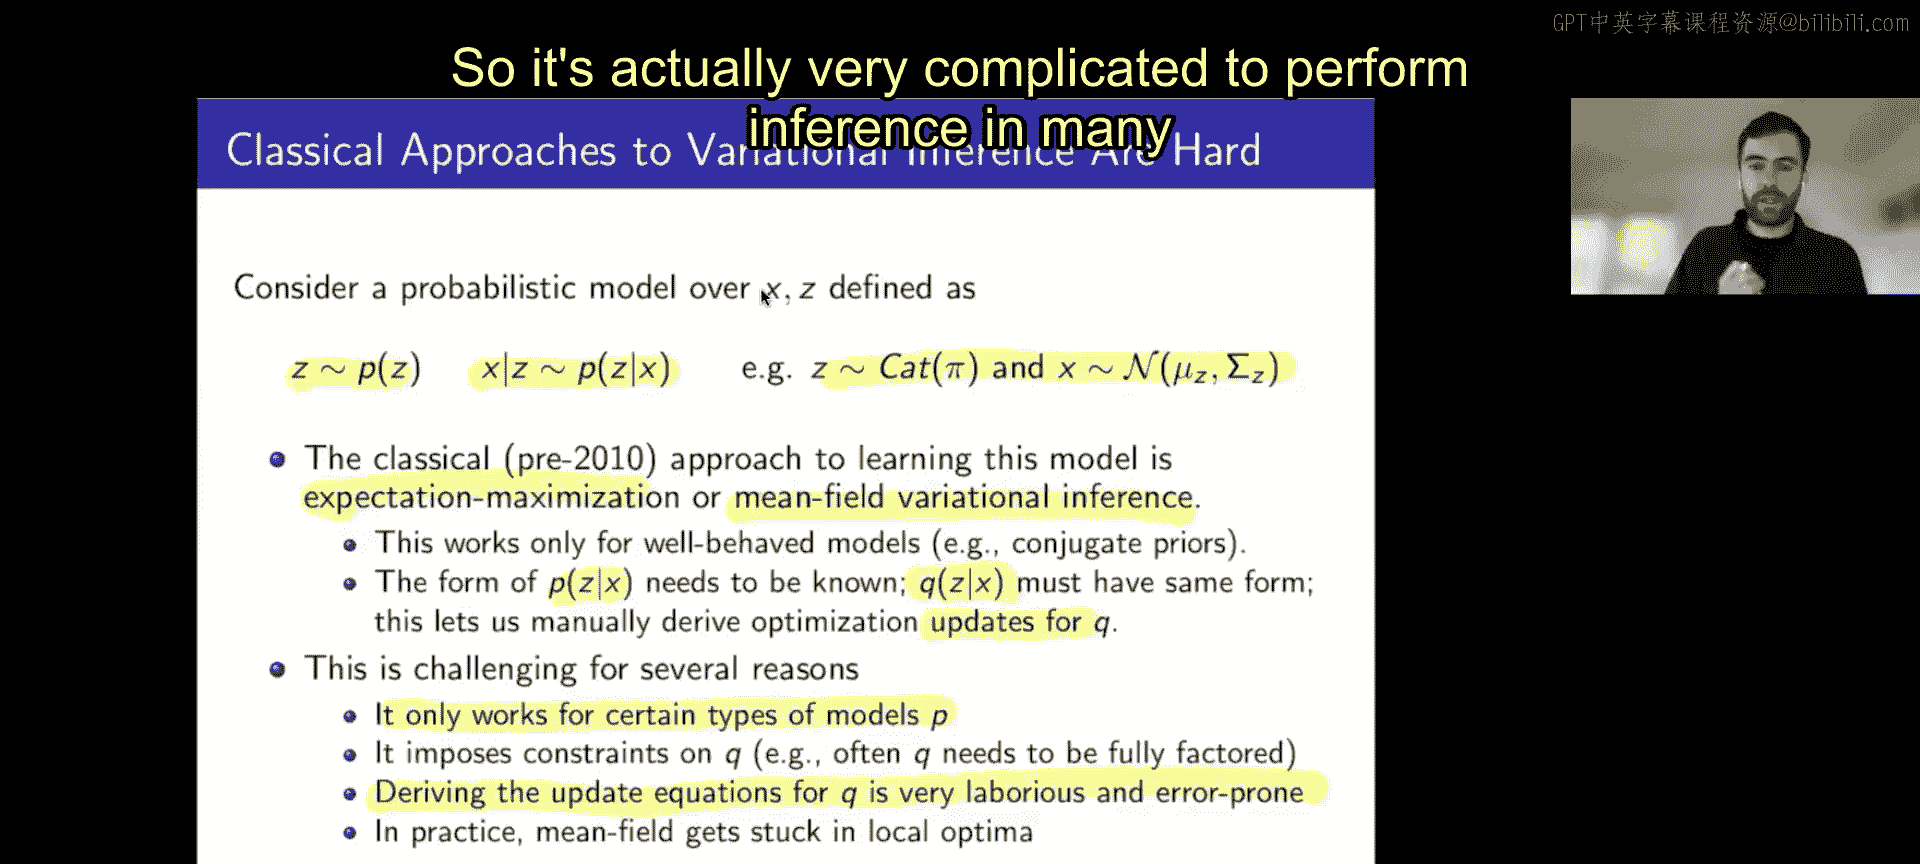 GPT中英字幕课程资源@bilibili.com
So it's actually very complicated to perform
inference in many
Classical Approaches to Variational Inference Are Hard
Consider a probabilistic model over x, z defined as
z ∼ p(z) x|z ∼ p(z|x) e.g. z ∼ Cat(π) and x ∼ 𝒩(μ_z, Σ_z)
The classical (pre-2010) approach to learning this model is
expectation-maximization or mean-field variational inference.
This works only for well-behaved models (e.g., conjugate priors).
The form of p(z|x) needs to be known; q(z|x) must have same form;
this lets us manually derive optimization updates for q.
This is challenging for several reasons
It only works for certain types of models p
It imposes constraints on q (e.g., often q needs to be fully factored)
Deriving the update equations for q is very laborious and error-prone
In practice, mean-field gets stuck in local optima